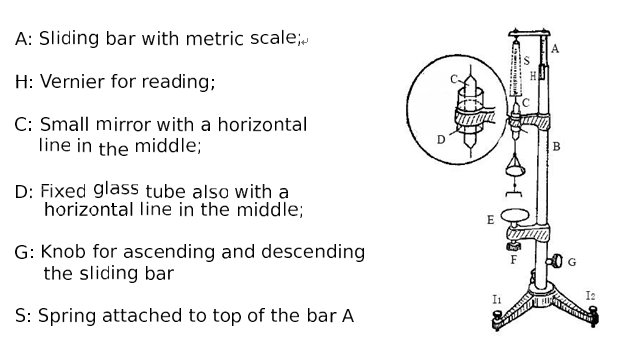 A: Sliding bar with metric scale;
H: Vernier for reading;
C: Small mirror with a horizontal
line in the middle;
D: Fixed glass tube also with a
horizontal line in the middle;
G: Knob for ascending and descending
the sliding bar
S: Spring attached to top of the bar A
A
S
H
C
C
D
B
E
F
G
I1
I2